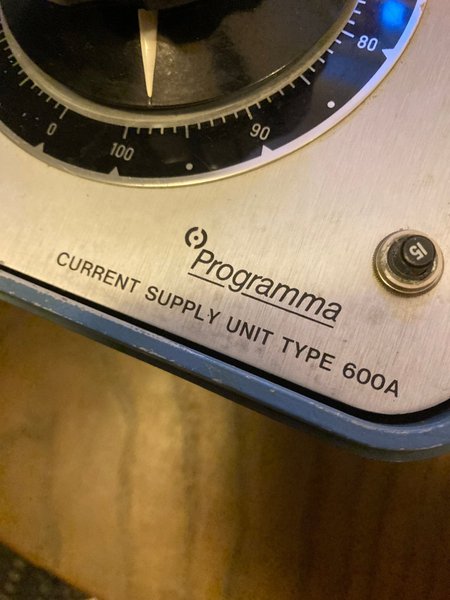 80
90
100
0
15
Programma
CURRENT SUPPLY UNIT TYPE 600A